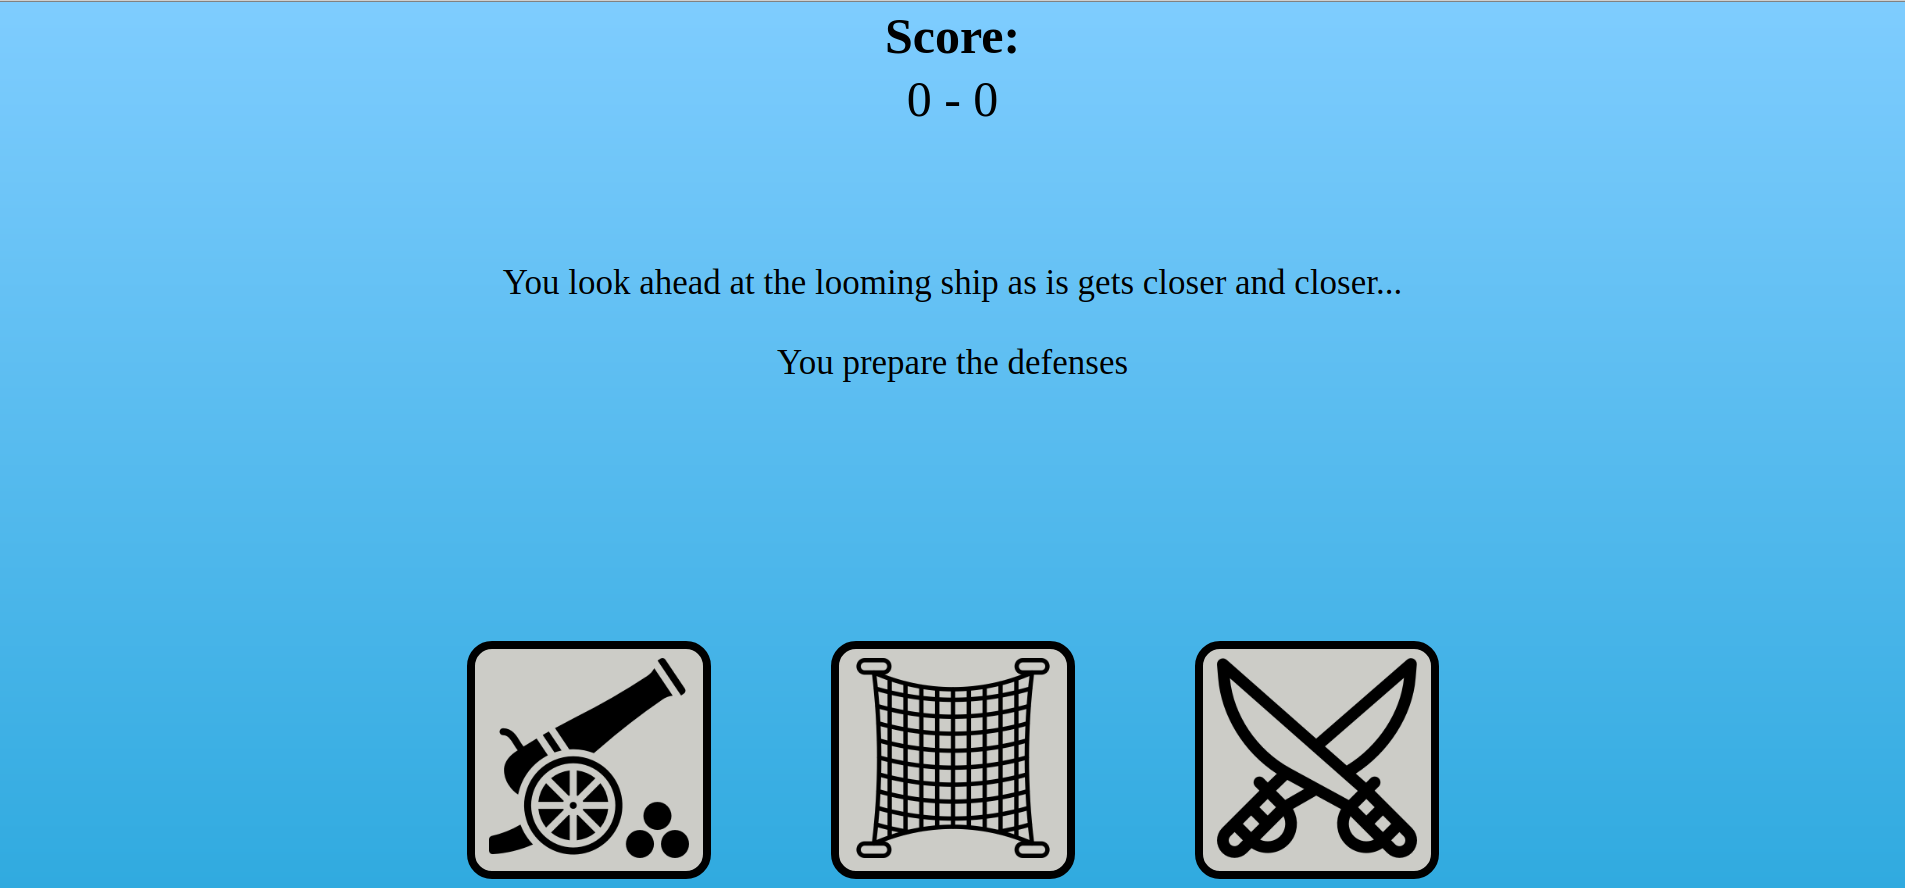 Score:
0 - 0
You look ahead at the looming ship as is gets closer and closer...
You prepare the defenses